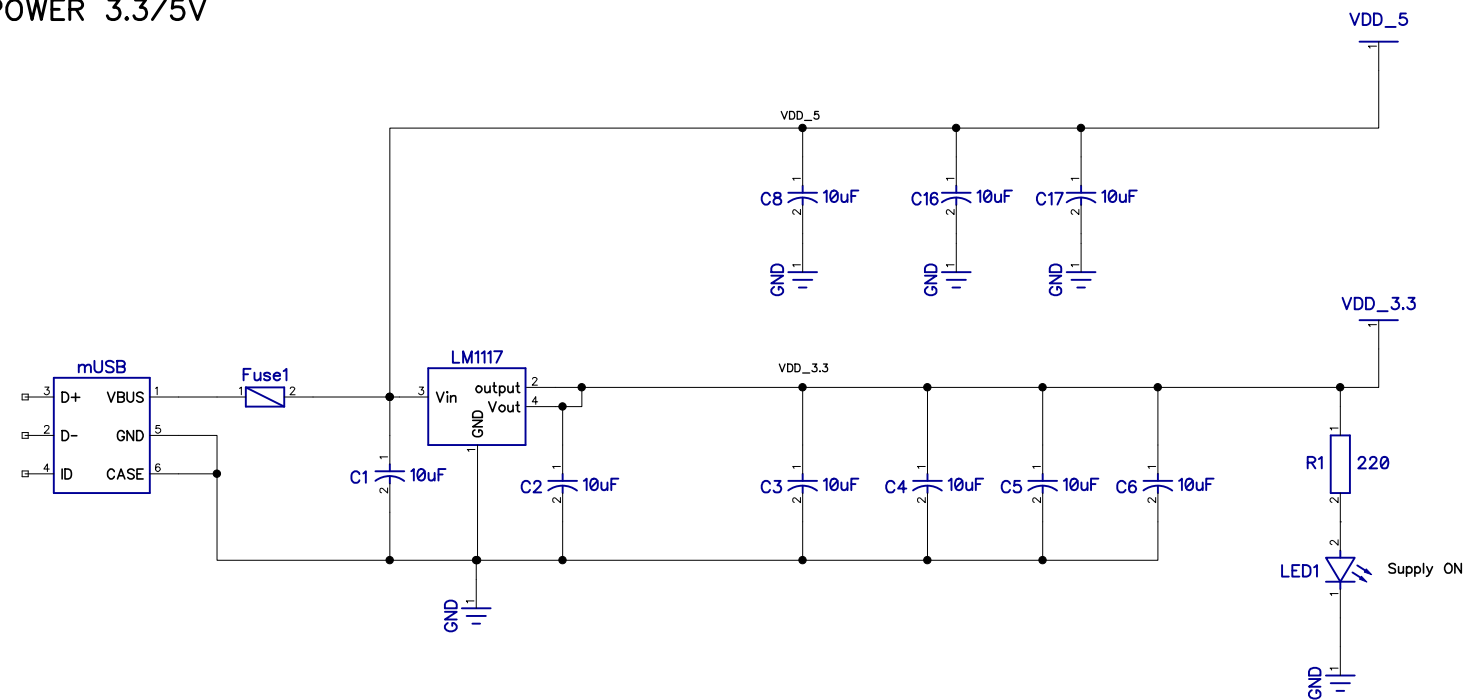 POWER 3.3/5V
VDD_5
1
VDD_5
1
C8 10uF
2
1
GND
1
C16 10uF
2
1
GND
1
C17 10uF
2
1
GND
VDD_3.3
1
mUSB
3 D+ VBUS 1
2 D- GND 5
4 ID CASE 6
Fuse1
1 2
LM1117
3 Vin output 2
Vout 4
GND
1
VDD_3.3
1
C1 10uF
2
1
C2 10uF
2
1
C3 10uF
2
1
C4 10uF
2
1
C5 10uF
2
1
C6 10uF
2
1
R1 220
2
2
LED1 Supply ON
1
1
GND
1
GND